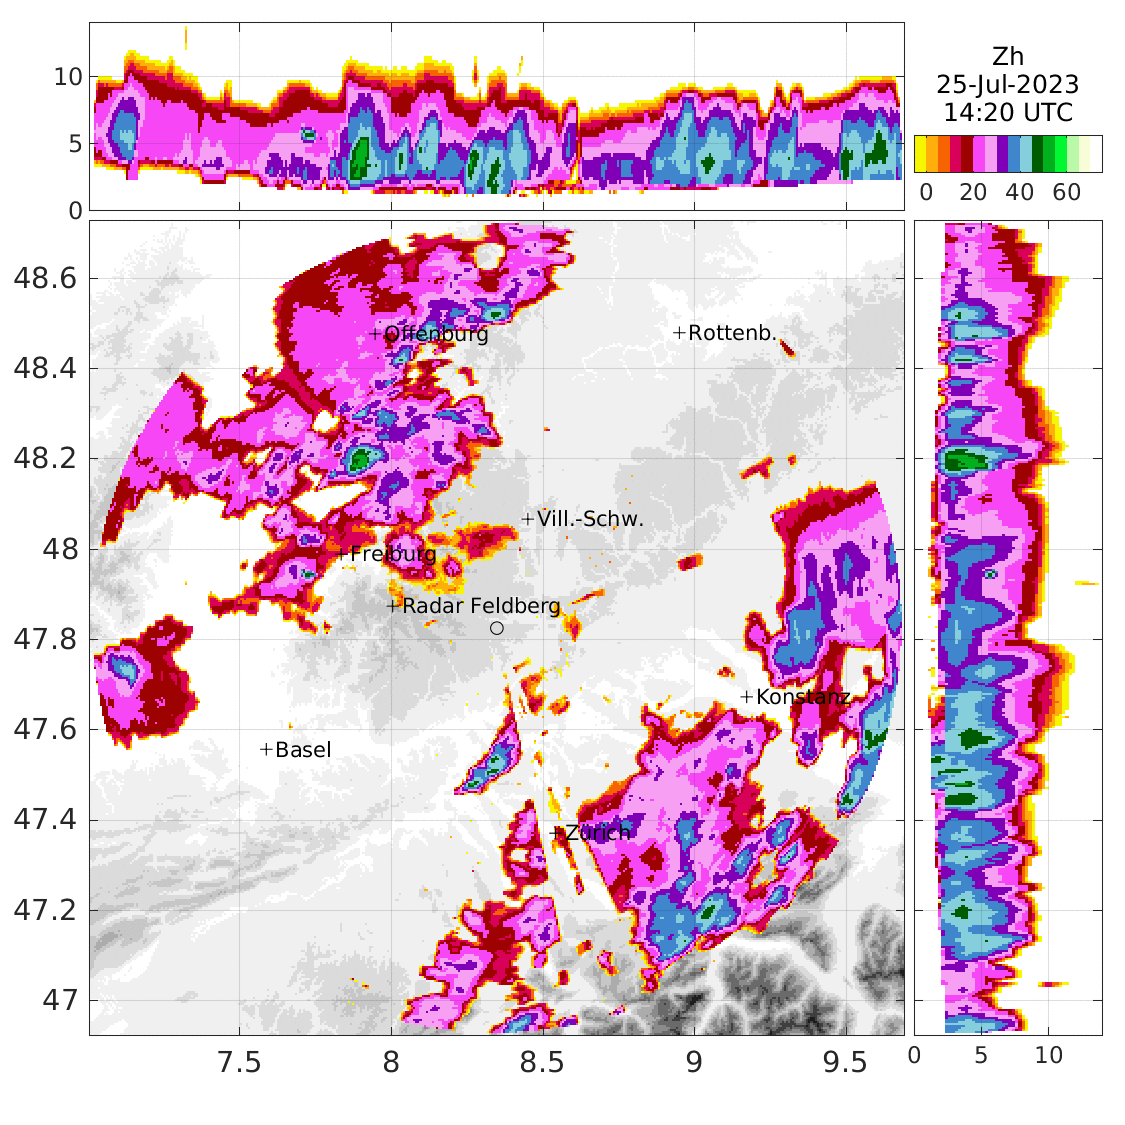 10
5
0
Zh
25-Jul-2023
14:20 UTC
0 20 40 60
48.6
48.4
48.2
48
47.8
47.6
47.4
47.2
47
+Offenburg
+Rottenb.
+Vill.-Schw.
+Freiburg
+Radar Feldberg
+Konstanz
+Basel
+Zürich
7.5 8 8.5 9 9.5
0 5 10